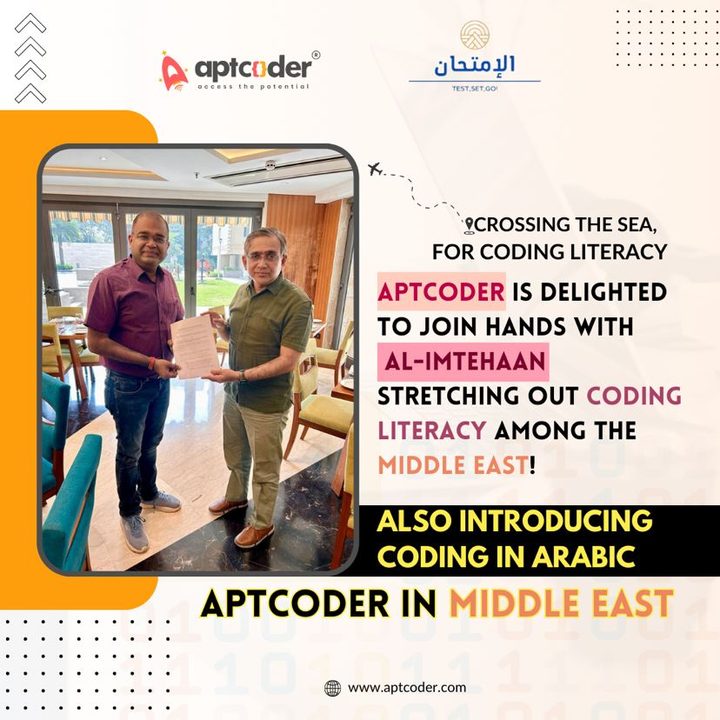 aptcoder®
access the potential
الإمتحان
TEST,SET,GO!
CROSSING THE SEA,
FOR CODING LITERACY
APTCODER IS DELIGHTED
TO JOIN HANDS WITH
AL-IMTEHAAN
STRETCHING OUT CODING
LITERACY AMONG THE
MIDDLE EAST!
ALSO INTRODUCING
CODING IN ARABIC
APTCODER IN MIDDLE EAST
www.aptcoder.com